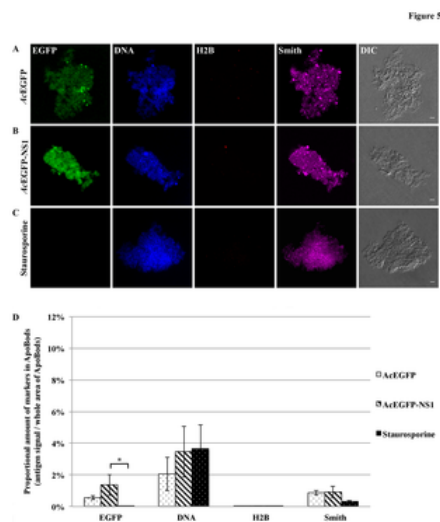 Figure 5
A EGFP DNA H2B Smith DIC
AcEGFP
B
AcEGFP-NS1
C
Staurosporine
D
Proportional amount of markers in ApoBods
(antigen signal / whole area of ApoBods)
12%
10%
8%
6%
4%
2%
0%
*
EGFP DNA H2B Smith
AcEGFP
AcEGFP-NS1
Staurosporine